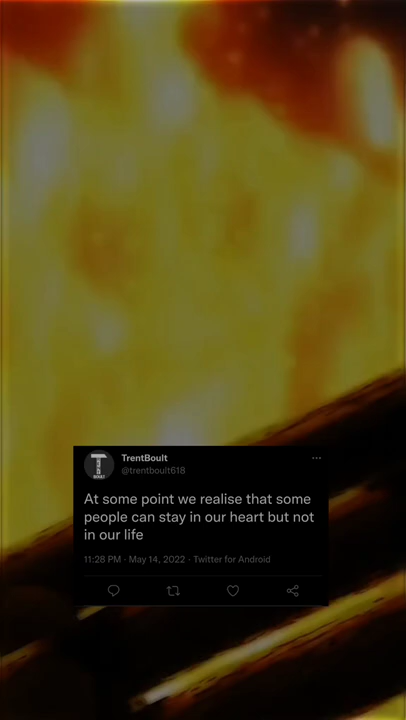 TrentBoult
@trentboult618
BOULT
At some point we realise that some
people can stay in our heart but not
in our life
11:28 PM · May 14, 2022 · Twitter for Android